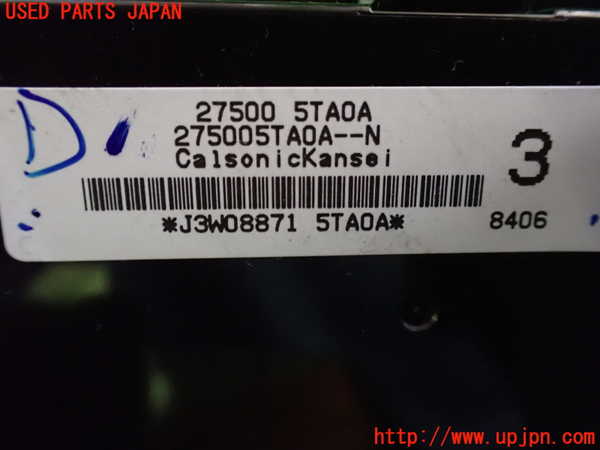 USED PARTS JAPAN
D
27500 5TA0A
275005TA0A--N
CalsonicKansei
3
*J3W08871 5TA0A*
8406
http://www.upjpn.com/